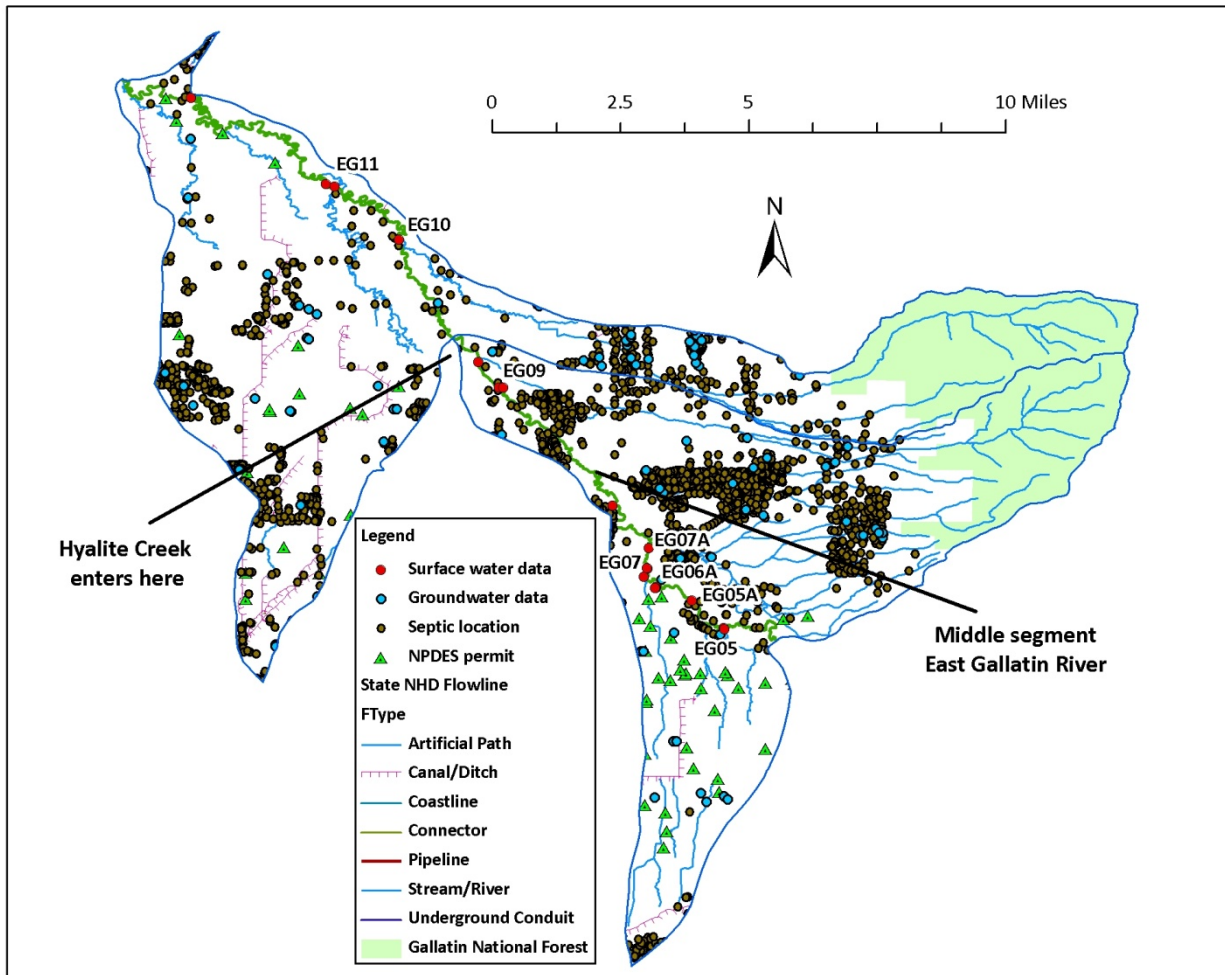 0 2.5 5 10 Miles
N
EG11
EG10
EG09
EG07A
EG07
EG06A
EG05A
EG05
Hyalite Creek
enters here
Middle segment
East Gallatin River
Legend
Surface water data
Groundwater data
Septic location
NPDES permit
State NHD Flowline
FType
Artificial Path
Canal/Ditch
Coastline
Connector
Pipeline
Stream/River
Underground Conduit
Gallatin National Forest